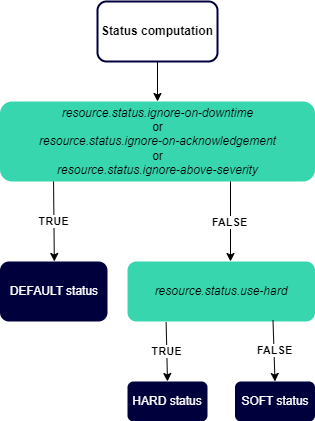 Status computation
resource.status.ignore-on-downtime
or
resource.status.ignore-on-acknowledgement
or
resource.status.ignore-above-severity
TRUE
FALSE
DEFAULT status
resource.status.use-hard
TRUE
FALSE
HARD status
SOFT status